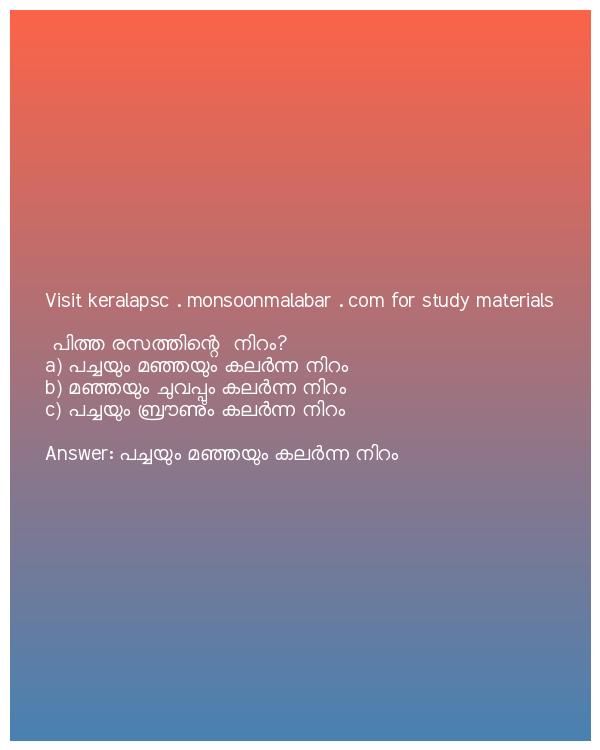 Visit keralapsc . monsoonmalabar . com for study materials
പിത്ത രസത്തിന്റെ  നിറം?
a) പച്ചയും മഞ്ഞയും കലർന്ന നിറം
b) മഞ്ഞയും ചുവപ്പും കലർന്ന നിറം
c) പച്ചയും ബ്രൗണും കലർന്ന നിറം
Answer: പച്ചയും മഞ്ഞയും കലർന്ന നിറം